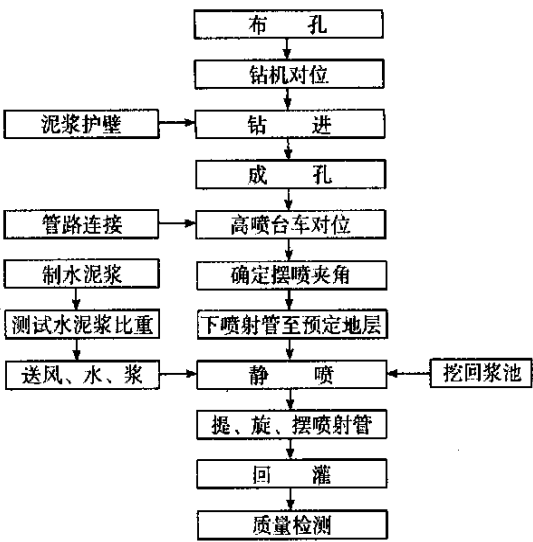 布 孔
钻机对位
泥浆护壁
钻 进
成 孔
管路连接
高喷台车对位
制水泥浆
确定摆喷夹角
测试水泥浆比重
下喷射管至预定地层
送风、水、浆
静 喷
挖回浆池
提、旋、摆喷射管
回 灌
质量检测